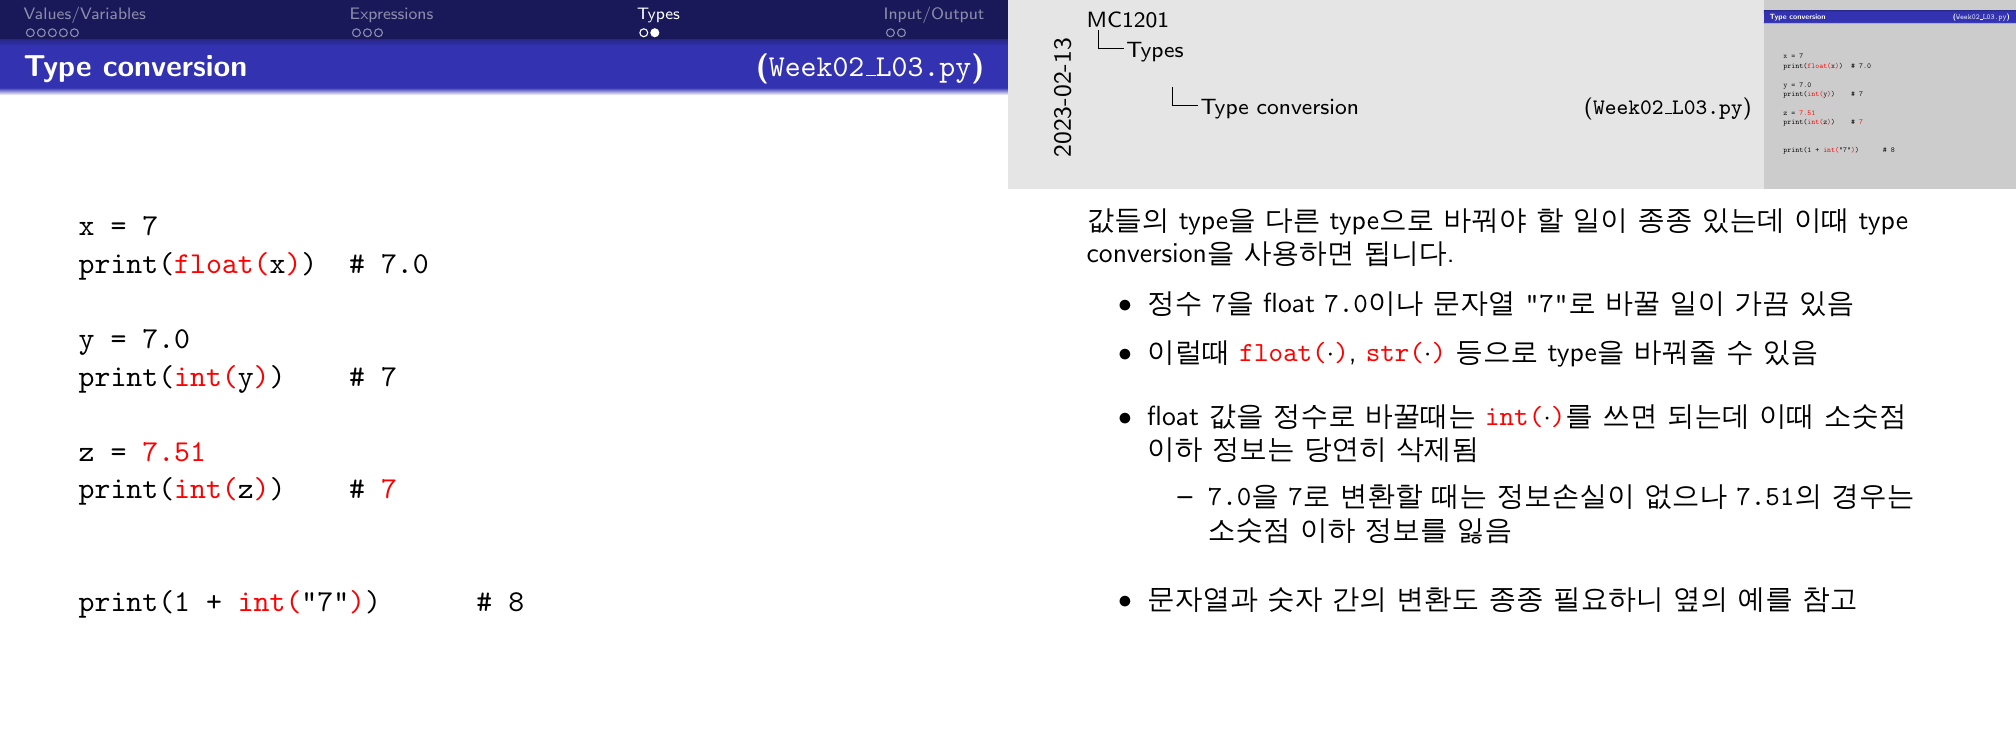 Values/Variables Expressions Types Input/Output
Type conversion (Week02_L03.py)
x = 7
print(float(x)) # 7.0
y = 7.0
print(int(y)) # 7
z = 7.51
print(int(z)) # 7
print(1 + int("7")) # 8
2023-02-13
MC1201
Types
Type conversion (Week02_L03.py)
Type conversion (Week02_L03.py)
x = 7
print(float(x)) # 7.0
y = 7.0
print(int(y)) # 7
z = 7.51
print(int(z)) # 7
print(1 + int("7")) # 8
값들의 type을 다른 type으로 바꿔야 할 일이 종종 있는데 이때 type
conversion을 사용하면 됩니다.
• 정수 7을 float 7.0이나 문자열 "7"로 바꿀 일이 가끔 있음
• 이럴때 float(·), str(·) 등으로 type을 바꿔줄 수 있음
• float 값을 정수로 바꿀때는 int(·)를 쓰면 되는데 이때 소숫점
이하 정보는 당연히 삭제됨
– 7.0을 7로 변환할 때는 정보손실이 없으나 7.51의 경우는
소숫점 이하 정보를 잃음
• 문자열과 숫자 간의 변환도 종종 필요하니 옆의 예를 참고